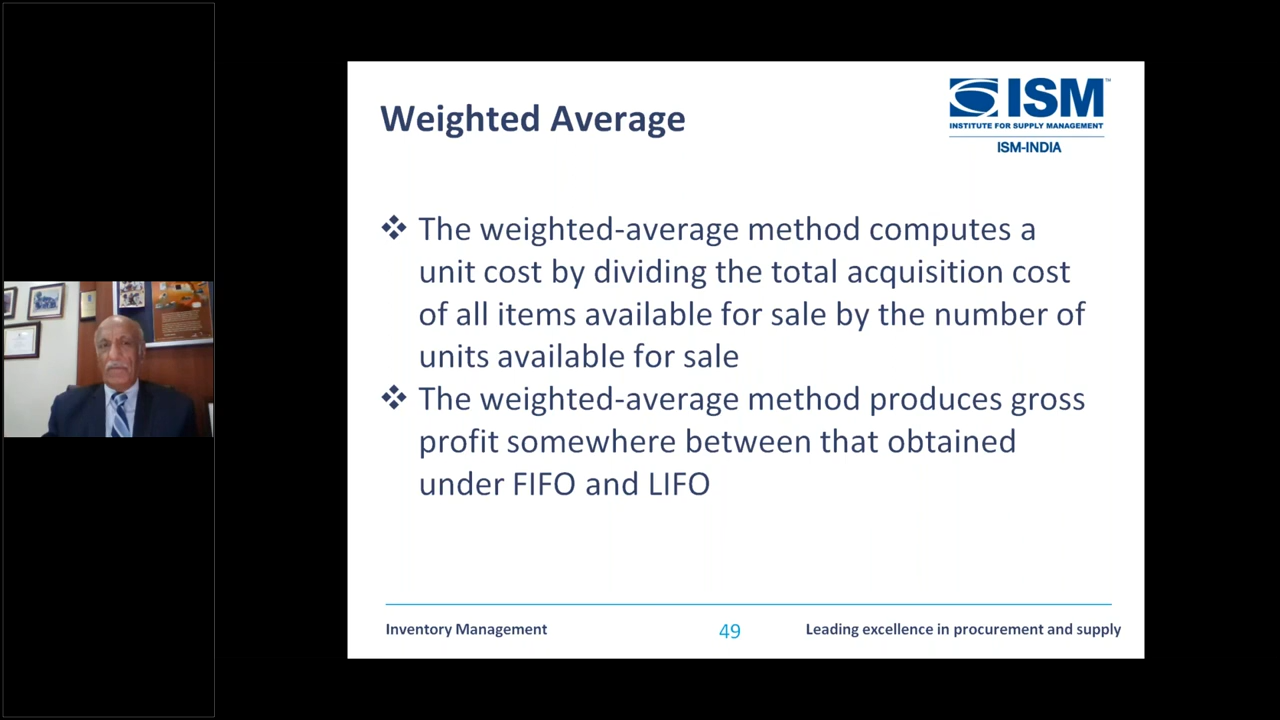 Weighted Average
ISM™
INSTITUTE FOR SUPPLY MANAGEMENT
ISM-INDIA
❖ The weighted-average method computes a
unit cost by dividing the total acquisition cost
of all items available for sale by the number of
units available for sale
❖ The weighted-average method produces gross
profit somewhere between that obtained
under FIFO and LIFO
Inventory Management
49
Leading excellence in procurement and supply